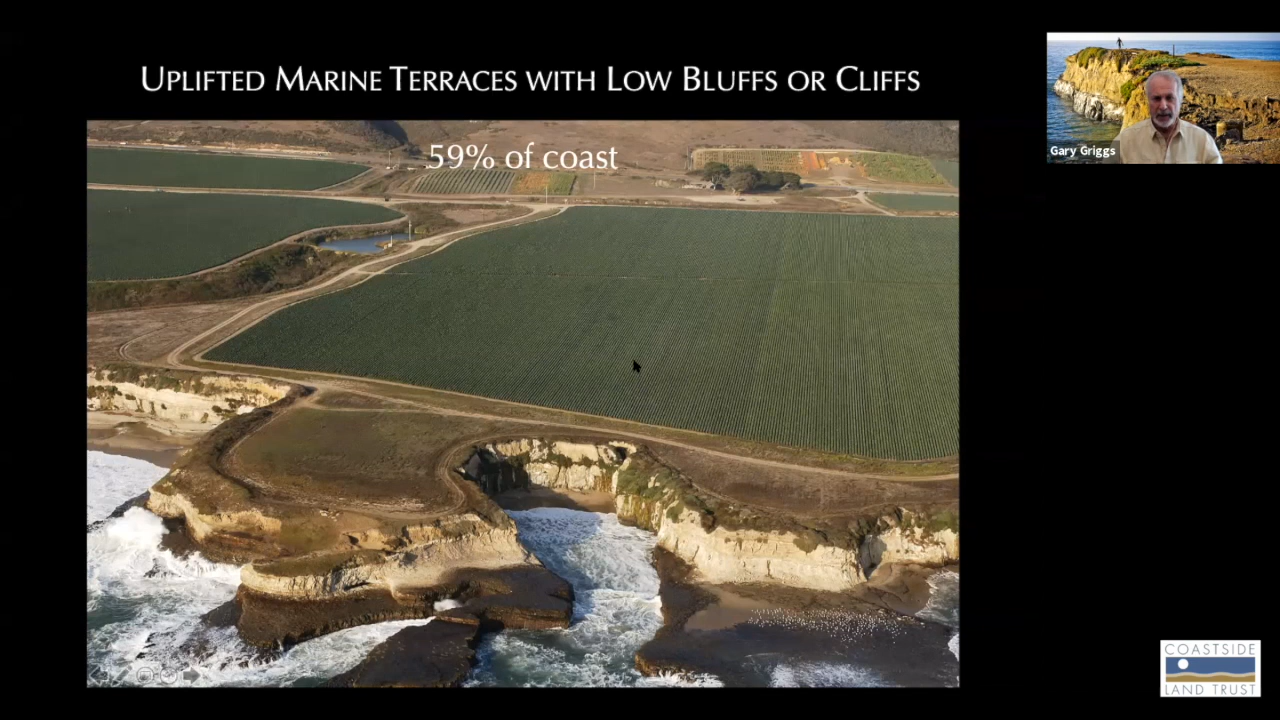 UPLIFTED MARINE TERRACES WITH LOW BLUFFS OR CLIFFS
59% of coast
Gary Griggs
COASTSIDE
LAND TRUST